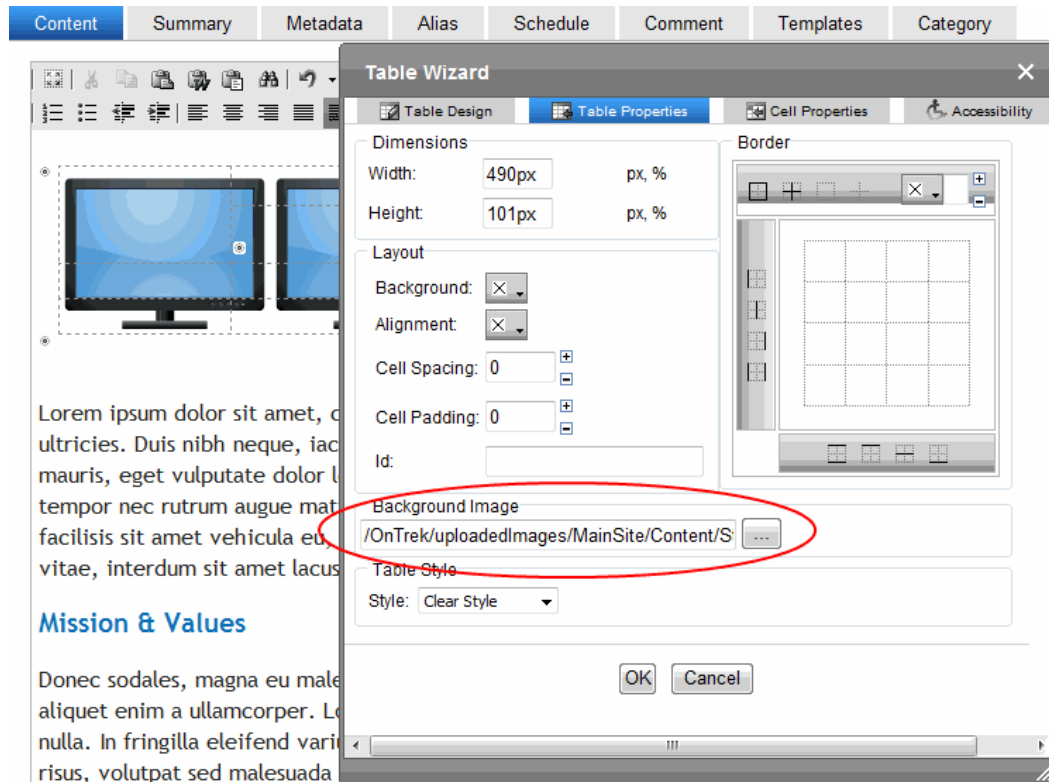 Content Summary Metadata Alias Schedule Comment Templates Category
Table Wizard
Table Design Table Properties Cell Properties Accessibility
Dimensions
Width: 490px px, %
Height: 101px px, %
Border
Layout
Background:
Alignment:
Cell Spacing: 0
Cell Padding: 0
Id:
Background Image
/OnTrek/uploadedImages/MainSite/Content/St
...
Table Style
Style: Clear Style
OK Cancel
Lorem ipsum dolor sit amet, c
ultricies. Duis nibh neque, iac
mauris, eget vulputate dolor l
tempor nec rutrum augue mat
facilisis sit amet vehicula eu,
vitae, interdum sit amet lacus
Mission & Values
Donec sodales, magna eu male
aliquet enim a ullamcorper. Lo
nulla. In fringilla eleifend variu
risus, volutpat sed malesuada